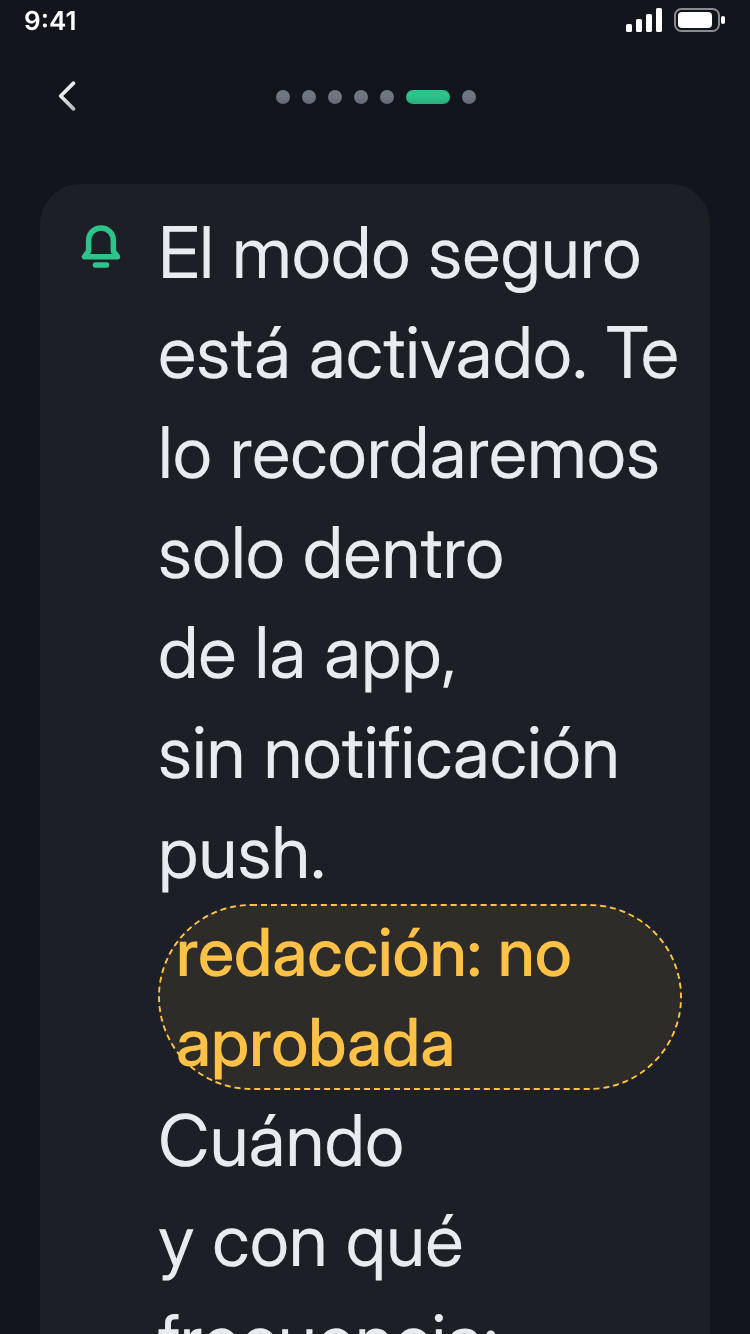 9:41
El modo seguro
está activado. Te
lo recordaremos
solo dentro
de la app,
sin notificación
push.
redacción: no
aprobada
Cuándo
y con qué
frecuencia: